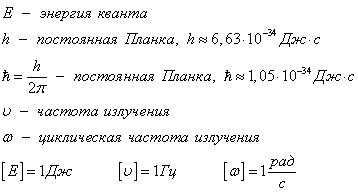 E – энергия кванта
h – постоянная Планка, h ≈ 6,63·10⁻³⁴ Дж·с
ħ = h/2π – постоянная Планка, ħ ≈ 1,05·10⁻³⁴ Дж·с
υ – частота излучения
ω – циклическая частота излучения
[E] = 1Дж [υ] = 1Гц [ω] = 1 рад/с